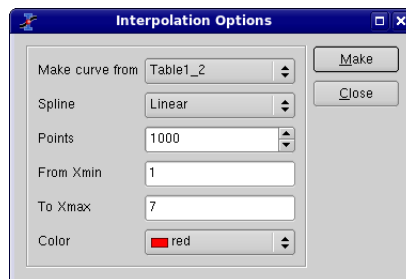 Interpolation Options
Make curve from Table1_2
Make
Spline Linear
Close
Points 1000
From Xmin 1
To Xmax 7
Color red